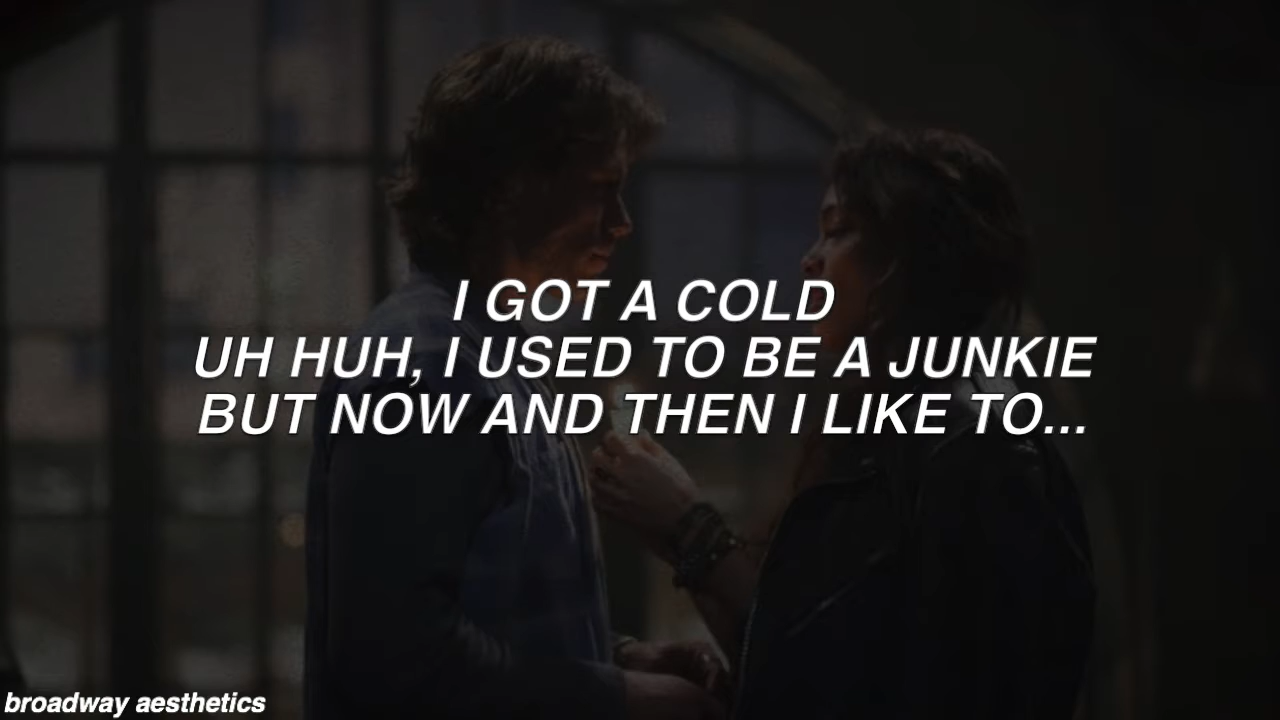 I GOT A COLD
UH HUH, I USED TO BE A JUNKIE
BUT NOW AND THEN I LIKE TO...
broadway aesthetics